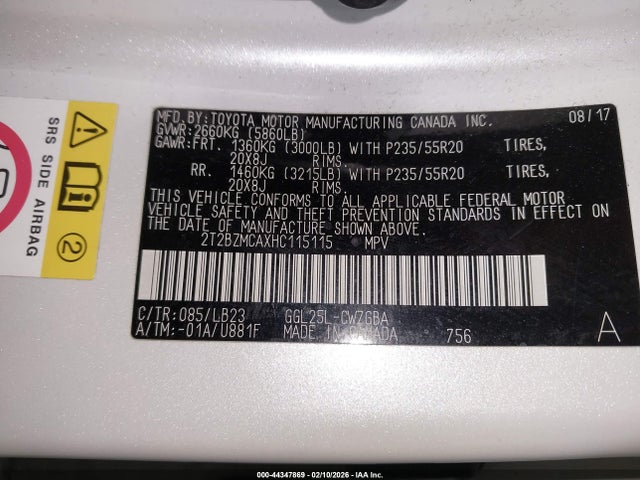 MFD.BY:TOYOTA MOTOR MANUFACTURING CANADA INC. 08/17
GVWR:2660KG (5860LB)
GAWR:FRT. 1360KG (3000LB) WITH P235/55R20 TIRES,
20X8J RIMS.
RR. 1460KG (3215LB) WITH P235/55R20 TIRES,
20X8J RIMS.
THIS VEHICLE CONFORMS TO ALL APPLICABLE FEDERAL MOTOR
VEHICLE SAFETY AND THEFT PREVENTION STANDARDS IN EFFECT ON
THE DATE OF MANUFACTURE SHOWN ABOVE.
2T2BZMCAXHC115115 MPV
C/TR:085/LB23 GGL25L-CWZGBA
A/TM:-01A/U881F MADE IN CANADA 756 A
SRS SIDE AIRBAG
2
000-44347869 - 02/10/2026 - IAA Inc.